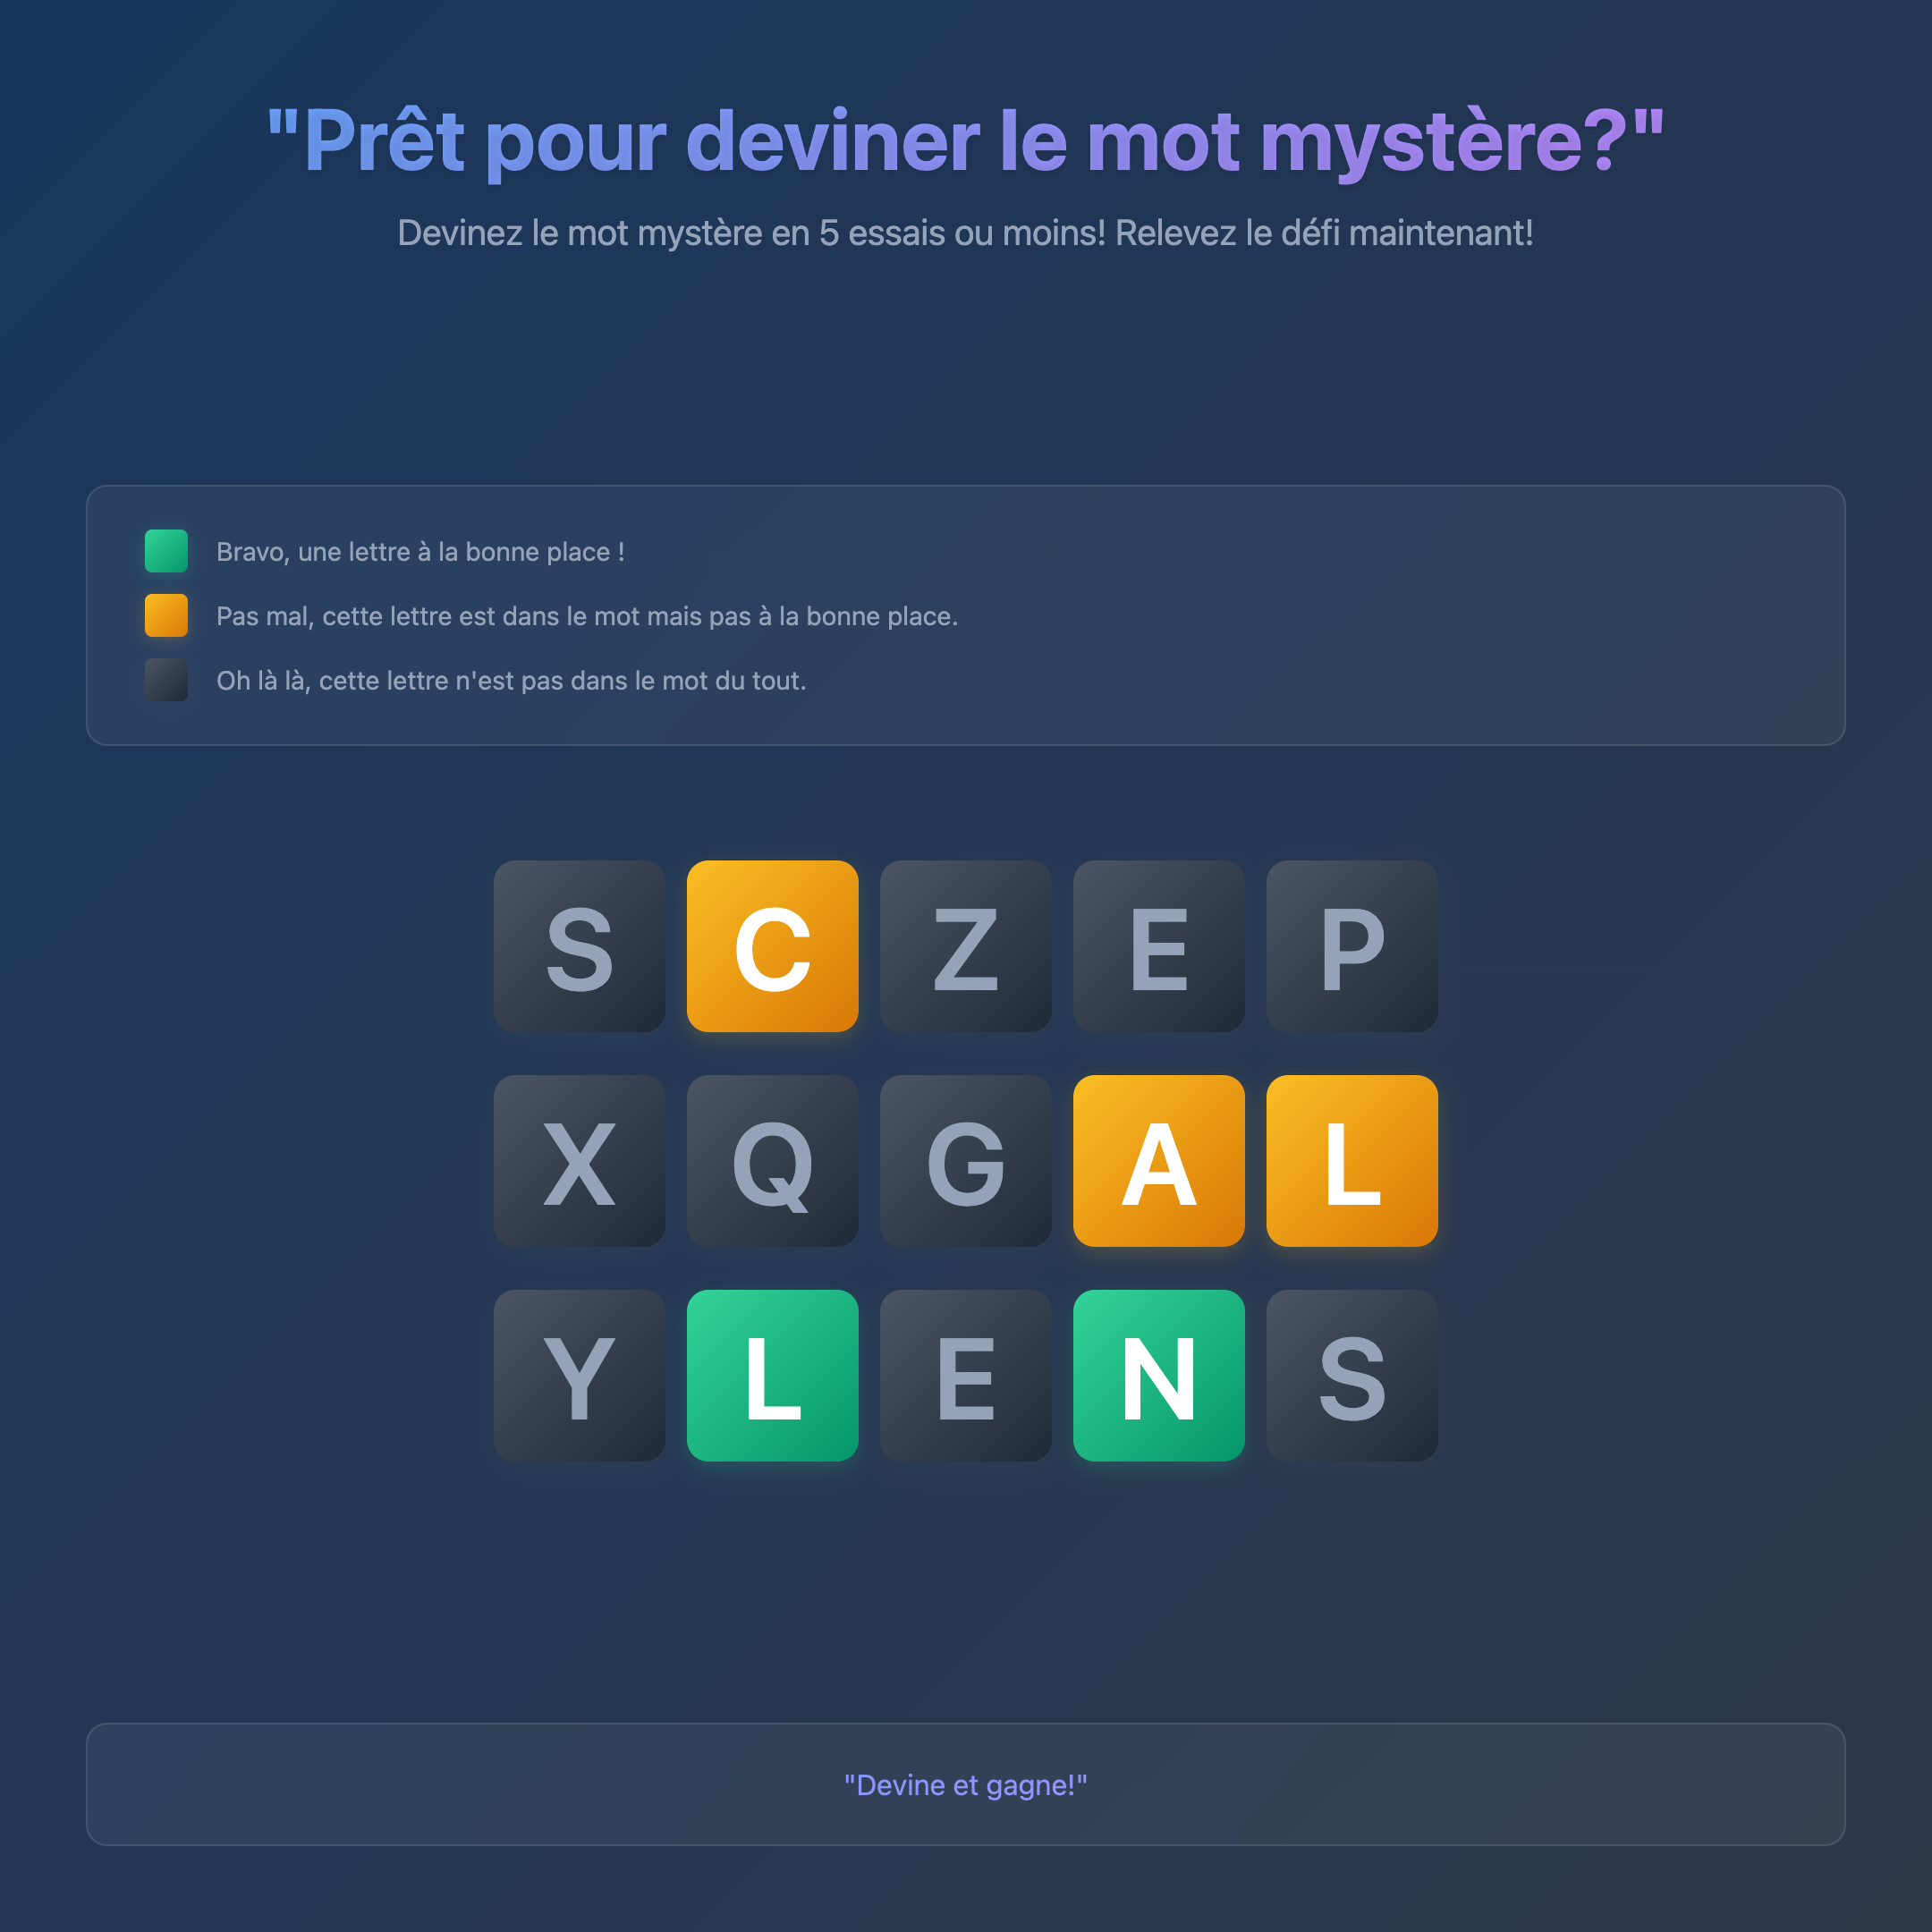 "Prêt pour deviner le mot mystère?"
Devinez le mot mystère en 5 essais ou moins! Relevez le défi maintenant!
Bravo, une lettre à la bonne place !
Pas mal, cette lettre est dans le mot mais pas à la bonne place.
Oh là là, cette lettre n'est pas dans le mot du tout.
S C Z E P
X Q G A L
Y L E N S
"Devine et gagne!"